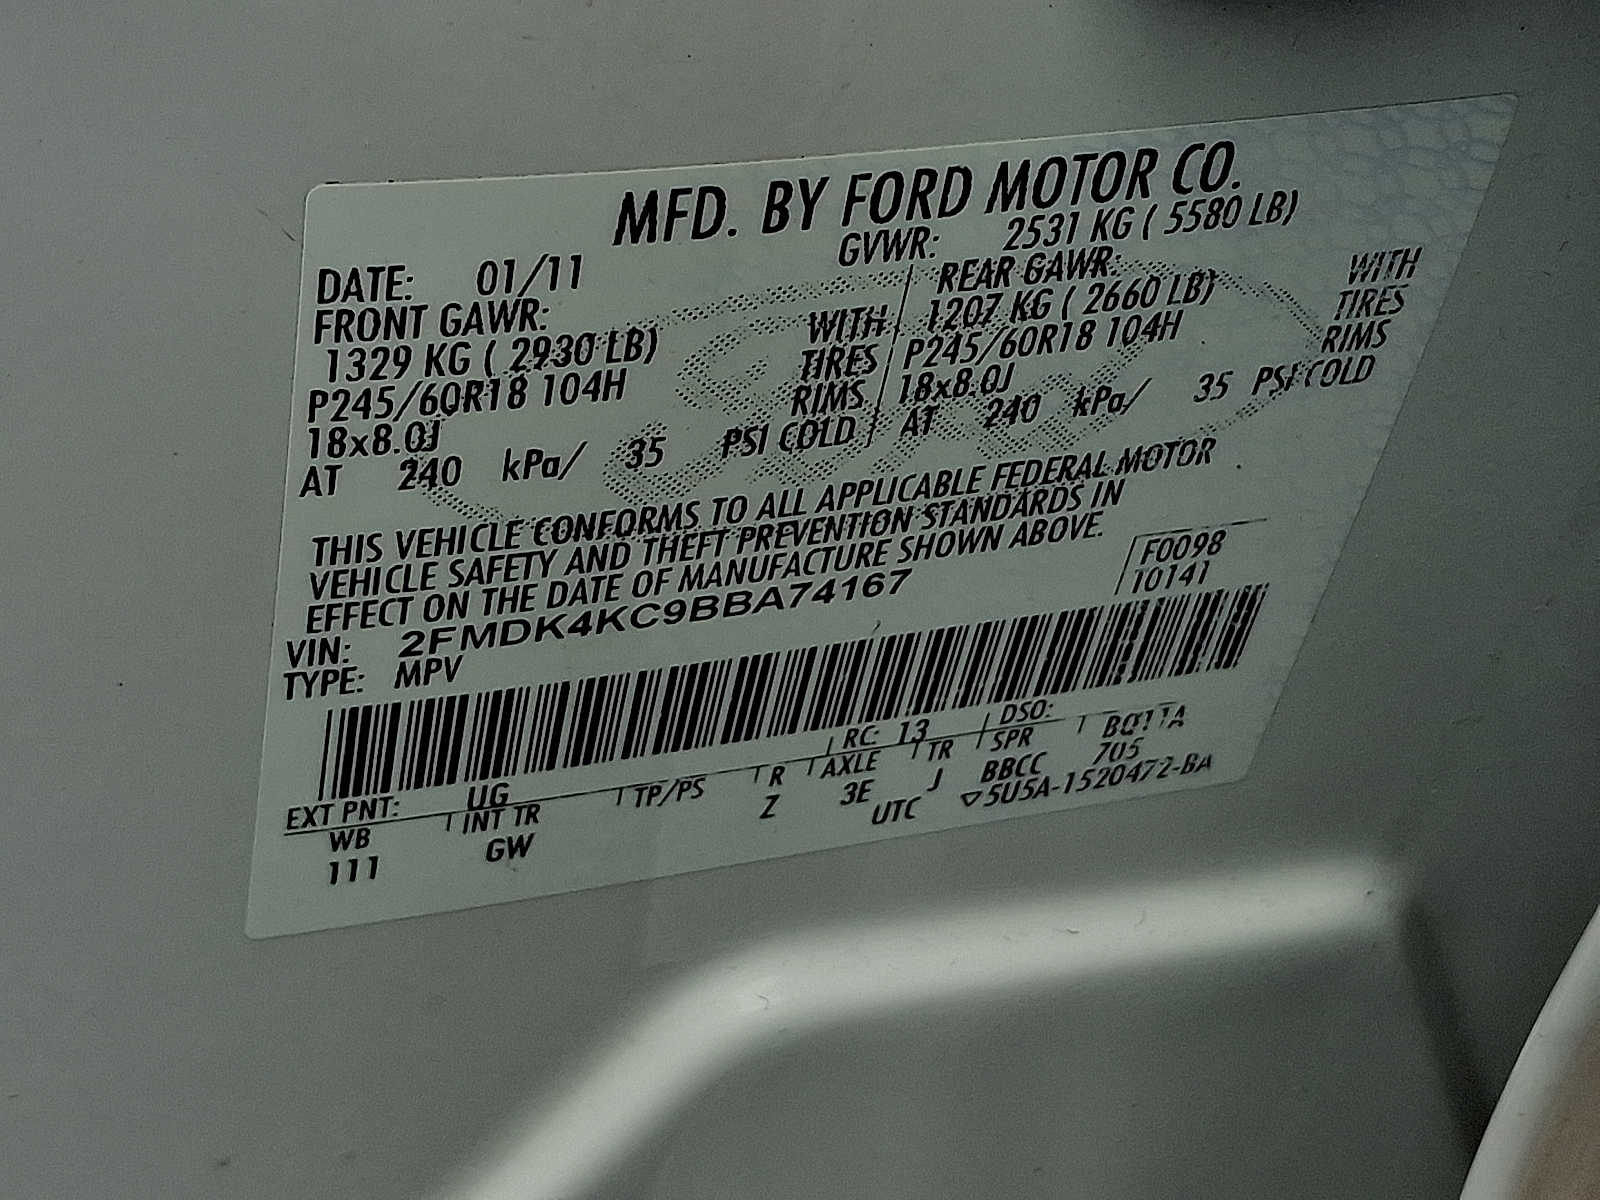 MFD. BY FORD MOTOR CO.
DATE: 01/11 GVWR: 2531 KG ( 5580 LB)
FRONT GAWR: REAR GAWR:
1329 KG ( 2930 LB) WITH 1207 KG ( 2660 LB) WITH
P245/60R18 104H TIRES P245/60R18 104H TIRES
18x8.0J RIMS 18x8.0J RIMS
AT 240 kPa/ 35 PSI COLD AT 240 kPa/ 35 PSI COLD
THIS VEHICLE CONFORMS TO ALL APPLICABLE FEDERAL MOTOR
VEHICLE SAFETY AND THEFT PREVENTION STANDARDS IN
EFFECT ON THE DATE OF MANUFACTURE SHOWN ABOVE.
VIN: 2FMDK4KC9BBA74167 F0098
TYPE: MPV T0141
EXT PNT: UG RC: 13 DSO:
WB INT TR TP/PS R AXLE TR SPR BQ11A
111 GW Z 3E J BBCC 7U5
UTC ▽5U5A-1520472-BA